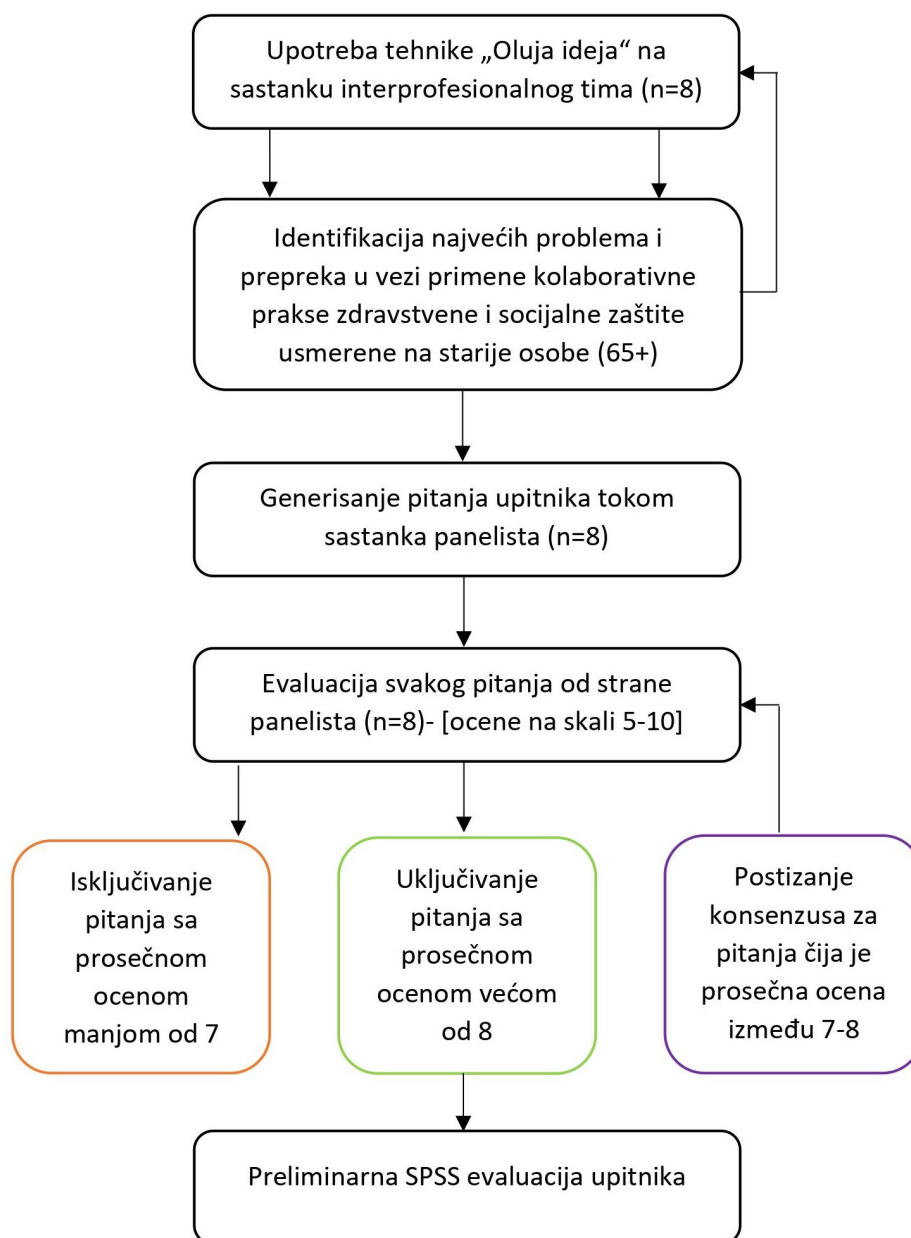 Upotreba tehnike „Oluja ideja“ na
sastanku interprofesionalnog tima (n=8)
Identifikacija najvećih problema i
prepreka u vezi primene kolaborativne
prakse zdravstvene i socijalne zaštite
usmerene na starije osobe (65+)
Generisanje pitanja upitnika tokom
sastanka panelista (n=8)
Evaluacija svakog pitanja od strane
panelista (n=8)- [ocene na skali 5-10]
Isključivanje
pitanja sa
prosečnom
ocenom
manjom od 7
Uključivanje
pitanja sa
prosečnom
ocenom većom
od 8
Postizanje
konsenzusa za
pitanja čija je
prosečna ocena
između 7-8
Preliminarna SPSS evaluacija upitnika